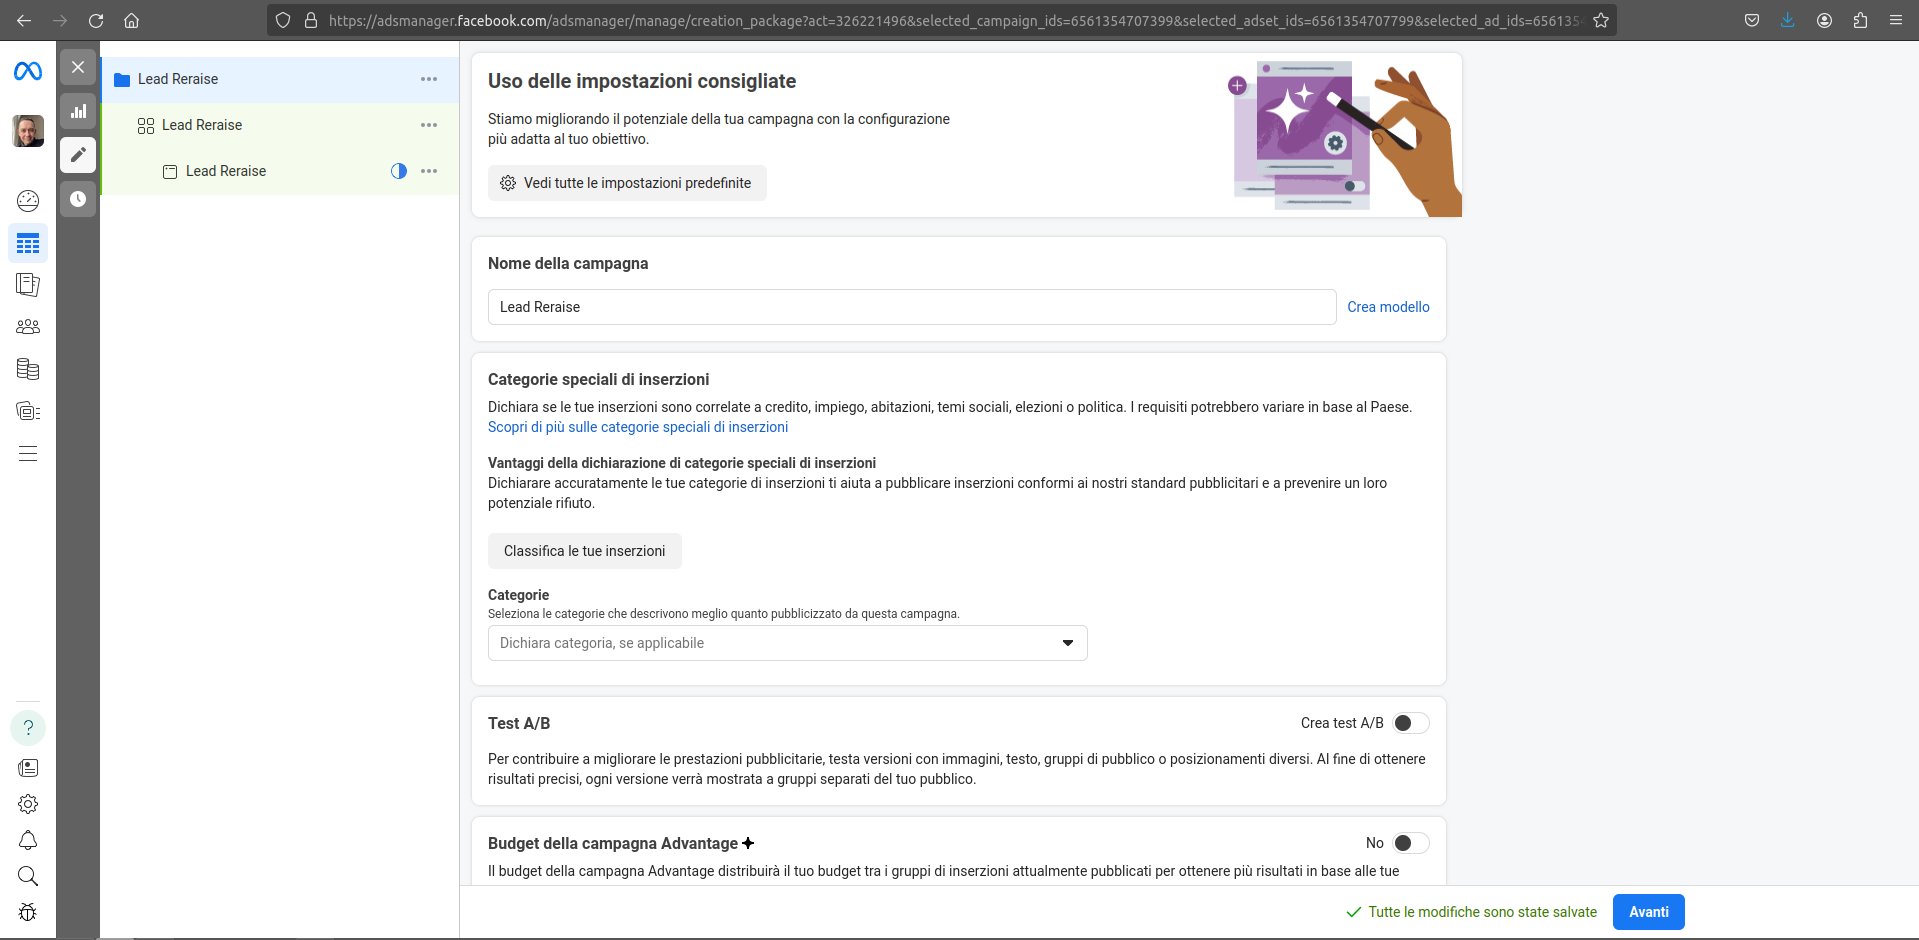 https://adsmanager.facebook.com/adsmanager/manage/creation_package?act=326221496&selected_campaign_ids=6561354707399&selected_adset_ids=6561354707799&selected_ad_ids=656135
Lead Reraise
Lead Reraise
Lead Reraise
Uso delle impostazioni consigliate
Stiamo migliorando il potenziale della tua campagna con la configurazione
più adatta al tuo obiettivo.
Vedi tutte le impostazioni predefinite
Nome della campagna
Lead Reraise
Crea modello
Categorie speciali di inserzioni
Dichiara se le tue inserzioni sono correlate a credito, impiego, abitazioni, temi sociali, elezioni o politica. I requisiti potrebbero variare in base al Paese.
Scopri di più sulle categorie speciali di inserzioni
Vantaggi della dichiarazione di categorie speciali di inserzioni
Dichiarare accuratamente le tue categorie di inserzioni ti aiuta a pubblicare inserzioni conformi ai nostri standard pubblicitari e a prevenire un loro
potenziale rifiuto.
Classifica le tue inserzioni
Categorie
Seleziona le categorie che descrivono meglio quanto pubblicizzato da questa campagna.
Dichiara categoria, se applicabile
Test A/B
Crea test A/B
Per contribuire a migliorare le prestazioni pubblicitarie, testa versioni con immagini, testo, gruppi di pubblico o posizionamenti diversi. Al fine di ottenere
risultati precisi, ogni versione verrà mostrata a gruppi separati del tuo pubblico.
Budget della campagna Advantage
No
Il budget della campagna Advantage distribuirà il tuo budget tra i gruppi di inserzioni attualmente pubblicati per ottenere più risultati in base alle tue
Tutte le modifiche sono state salvate
Avanti